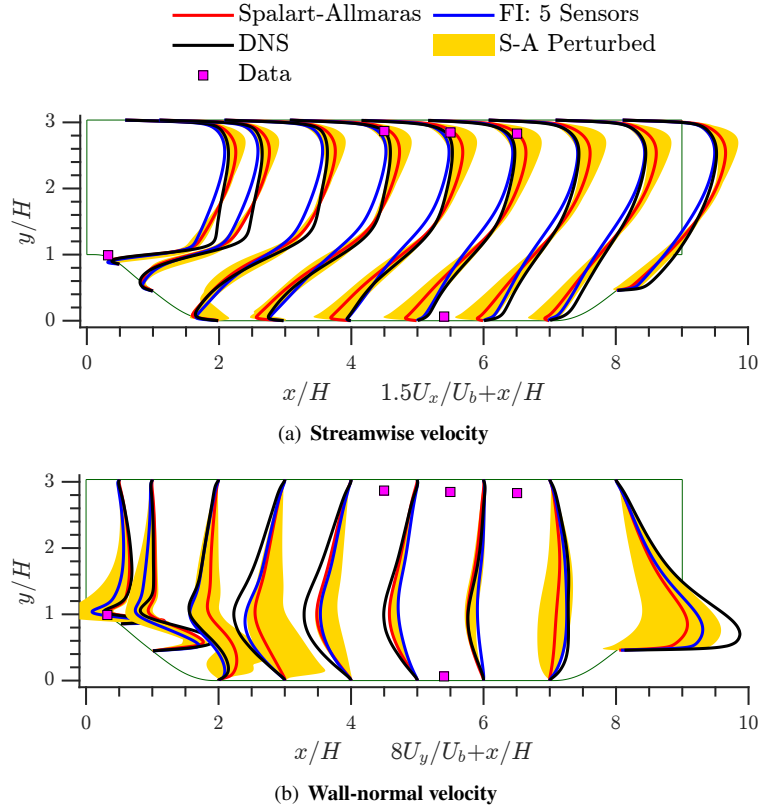 Spalart-Allmaras FI: 5 Sensors
DNS S-A Perturbed
Data
3
2
1
0
y/H
0 2 4 6 8 10
x/H 1.5U_x/U_b+x/H
(a) Streamwise velocity
3
2
1
0
y/H
0 2 4 6 8 10
x/H 8U_y/U_b+x/H
(b) Wall-normal velocity